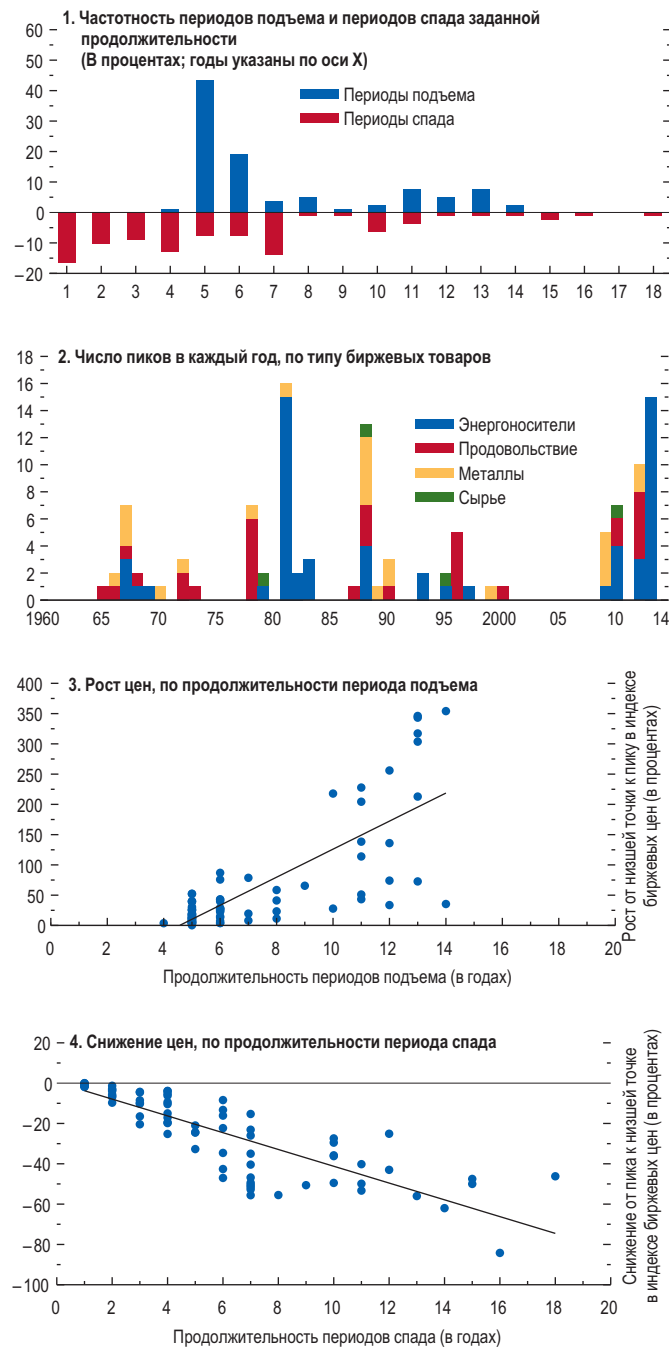 1. Частотность периодов подъема и периодов спада заданной
продолжительности
(В процентах; годы указаны по оси X)
60
50
40
30
20
10
0
–10
–20
Периоды подъема
Периоды спада
1 2 3 4 5 6 7 8 9 10 11 12 13 14 15 16 17 18
2. Число пиков в каждый год, по типу биржевых товаров
18
16
14
12
10
8
6
4
2
0
Энергоносители
Продовольствие
Металлы
Сырье
1960 65 70 75 80 85 90 95 2000 05 10 14
3. Рост цен, по продолжительности периода подъема
400
350
300
250
200
150
100
50
0
0 2 4 6 8 10 12 14 16 18 20
Продолжительность периодов подъема (в годах)
Рост от низшей точки к пику в индексе
биржевых цен (в процентах)
4. Снижение цен, по продолжительности периода спада
20
0
–20
–40
–60
–80
–100
0 2 4 6 8 10 12 14 16 18 20
Продолжительность периодов спада (в годах)
Снижение от пика к низшей точке
в индексе биржевых цен (в процентах)